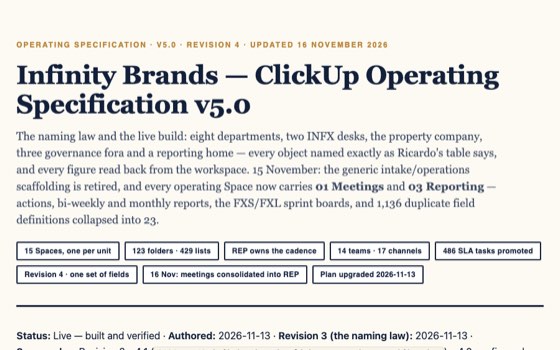 OPERATING SPECIFICATION · V5.0 · REVISION 4 · UPDATED 16 NOVEMBER 2026
Infinity Brands — ClickUp Operating
Specification v5.0
The naming law and the live build: eight departments, two INFX desks, the property company,
three governance fora and a reporting home — every object named exactly as Ricardo's table says,
and every figure read back from the workspace. 15 November: the generic intake/operations
scaffolding is retired, and every operating Space now carries 01 Meetings and 03 Reporting —
actions, bi-weekly and monthly reports, the FXS/FXL sprint boards, and 1,136 duplicate field
definitions collapsed into 23.
15 Spaces, one per unit
123 folders · 429 lists
REP owns the cadence
14 teams · 17 channels
486 SLA tasks promoted
Revision 4 · one set of fields
16 Nov: meetings consolidated into REP
Plan upgraded 2026-11-13
Status: Live — built and verified · Authored: 2026-11-13 · Revision 3 (the naming law): 2026-11-13 ·